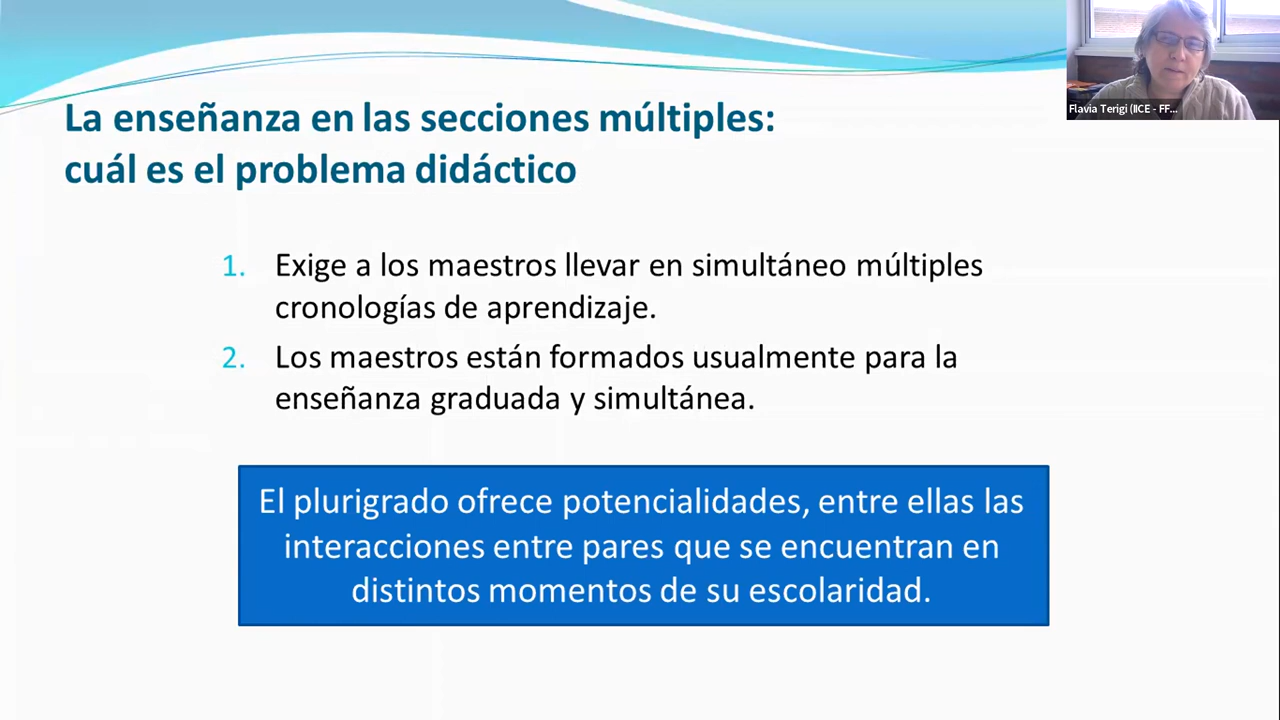 La enseñanza en las secciones múltiples:
cuál es el problema didáctico
1. Exige a los maestros llevar en simultáneo múltiples
cronologías de aprendizaje.
2. Los maestros están formados usualmente para la
enseñanza graduada y simultánea.
El plurigrado ofrece potencialidades, entre ellas las
interacciones entre pares que se encuentran en
distintos momentos de su escolaridad.
Flavia Terigi (IICE - FF...